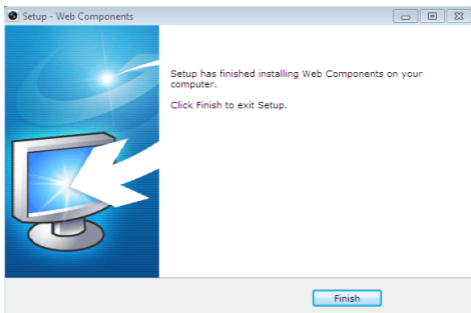 Setup - Web Components
Setup has finished installing Web Components on your
computer.
Click Finish to exit Setup.
Finish